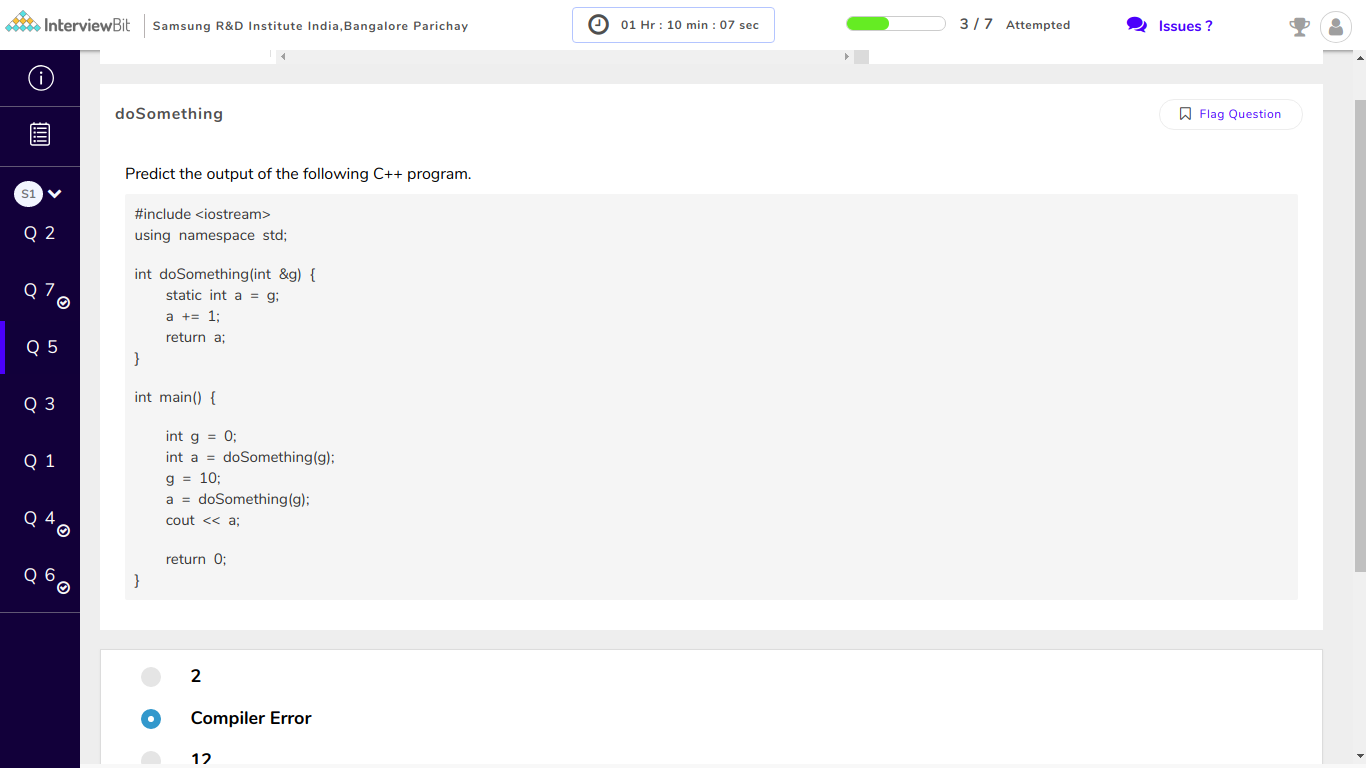 InterviewBit
Samsung R&D Institute India,Bangalore Parichay
01 Hr : 10 min : 07 sec
3 / 7 Attempted
Issues ?
doSomething
Flag Question
Predict the output of the following C++ program.
#include <iostream>
using namespace std;
int doSomething(int &g) {
static int a = g;
a += 1;
return a;
}
int main() {
int g = 0;
int a = doSomething(g);
g = 10;
a = doSomething(g);
cout << a;
return 0;
}
2
Compiler Error
12
S1
Q 2
Q 7
Q 5
Q 3
Q 1
Q 4
Q 6